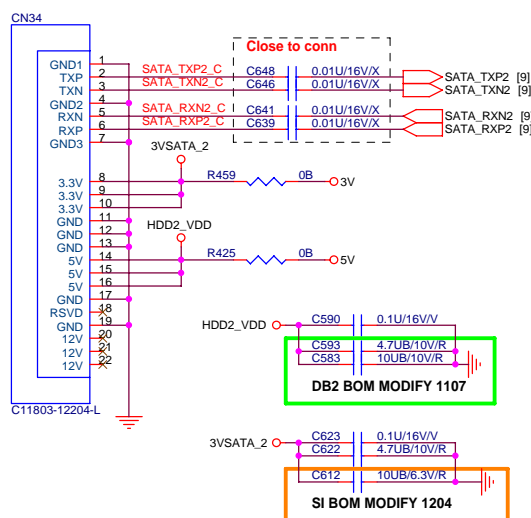 CN34
GND1 1
TXP 2 SATA_TXP2_C C648 0.01U/16V/X SATA_TXP2 [9]
TXN 3 SATA_TXN2_C C646 0.01U/16V/X SATA_TXN2 [9]
GND2 4
RXN 5 SATA_RXN2_C C641 0.01U/16V/X SATA_RXN2 [9]
RXP 6 SATA_RXP2_C C639 0.01U/16V/X SATA_RXP2 [9]
GND3 7
Close to conn
3VSATA_2
3.3V 8 R459 0B 3V
3.3V 9
3.3V 10
GND 11
GND 12
GND 13
HDD2_VDD
5V 14 R425 0B 5V
5V 15
5V 16
GND 17
RSVD 18
GND 19
12V 20
12V 21
12V 22
C11803-12204-L
HDD2_VDD C590 0.1U/16V/V
C593 4.7UB/10V/R
C583 10UB/10V/R
DB2 BOM MODIFY 1107
3VSATA_2 C623 0.1U/16V/V
C622 4.7UB/10V/R
C612 10UB/6.3V/R
SI BOM MODIFY 1204